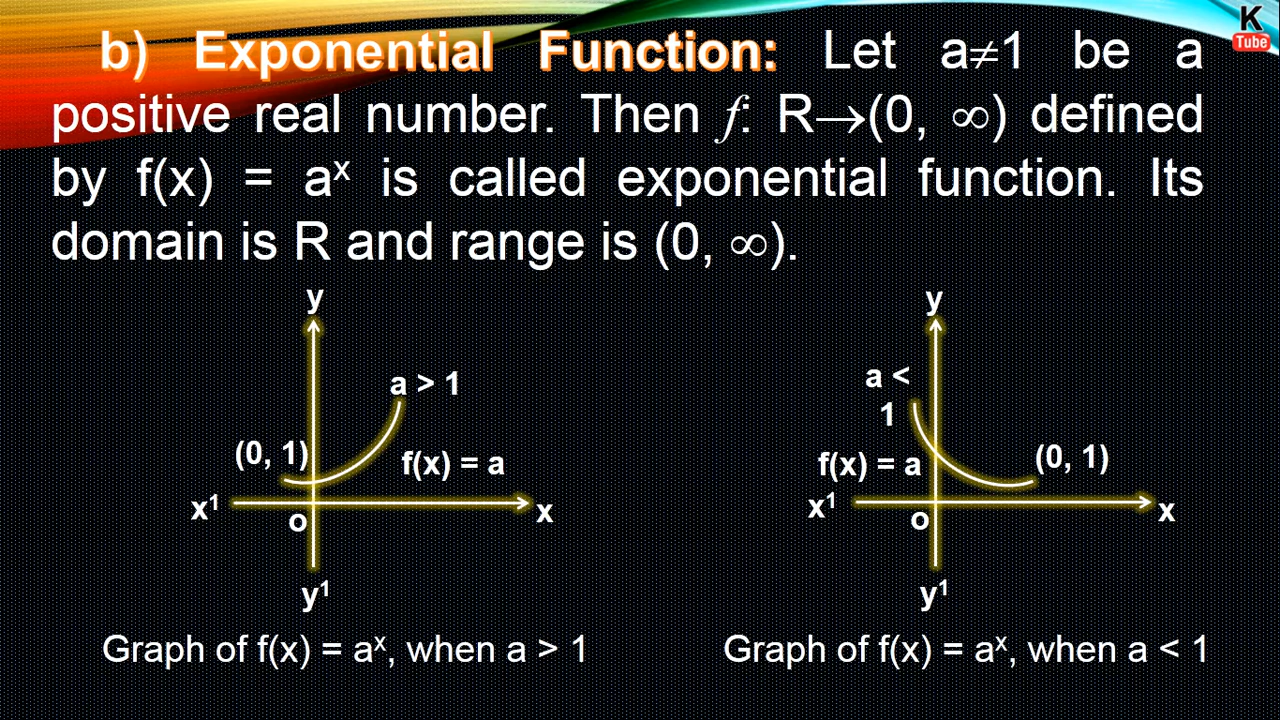 K
Tube
b) Exponential Function: Let a≠1 be a
positive real number. Then f: R→(0, ∞) defined
by f(x) = aˣ is called exponential function. Its
domain is R and range is (0, ∞).
y
a > 1
(0, 1)
f(x) = a
x¹
o
x
y¹
Graph of f(x) = aˣ, when a > 1
y
a <
1
f(x) = a
(0, 1)
x¹
o
x
y¹
Graph of f(x) = aˣ, when a < 1